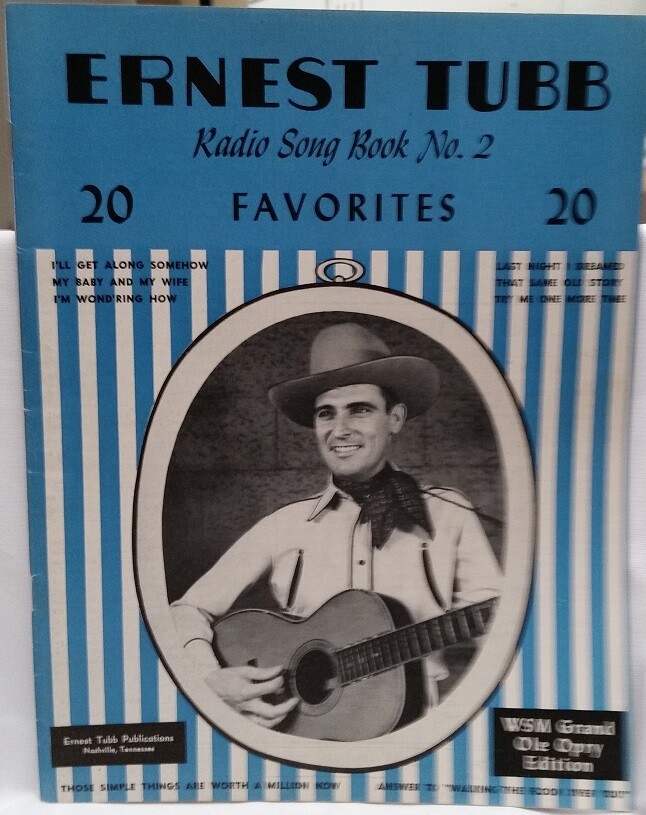 ERNEST TUBB
Radio Song Book No. 2
20 FAVORITES 20
I'LL GET ALONG SOMEHOW
MY BABY AND MY WIFE
I'M WOND'RING HOW
LAST NIGHT I DREAMED
THAT SAME OLD STORY
TRY ME ONE MORE TIME
Ernest Tubb Publications
Nashville, Tennessee
WSM Grand
Ole Opry
Edition
THOSE SIMPLE THINGS ARE WORTH A MILLION NOW
ANSWER TO "WALKING THE FLOOR OVER YOU"